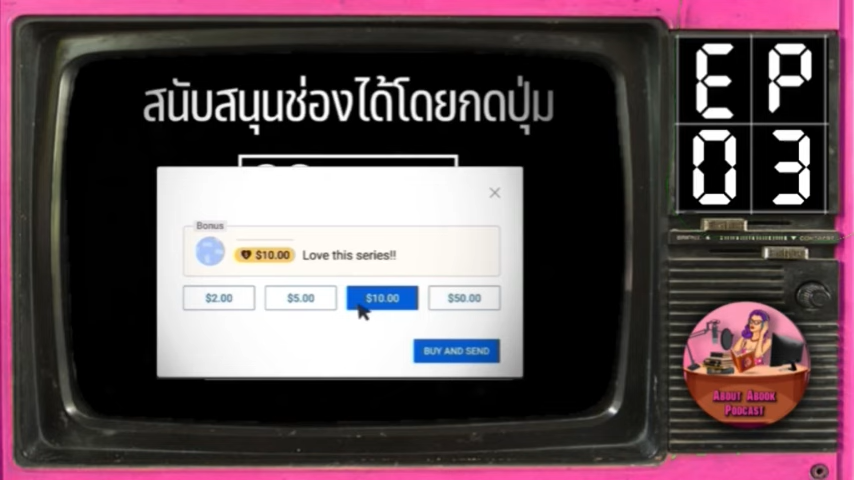 สนับสนุนช่องได้โดยกดปุ่ม
EP
03
Bonus
$10.00 Love this series!!
$2.00 $5.00 $10.00 $50.00
BUY AND SEND
About Abook
Podcast